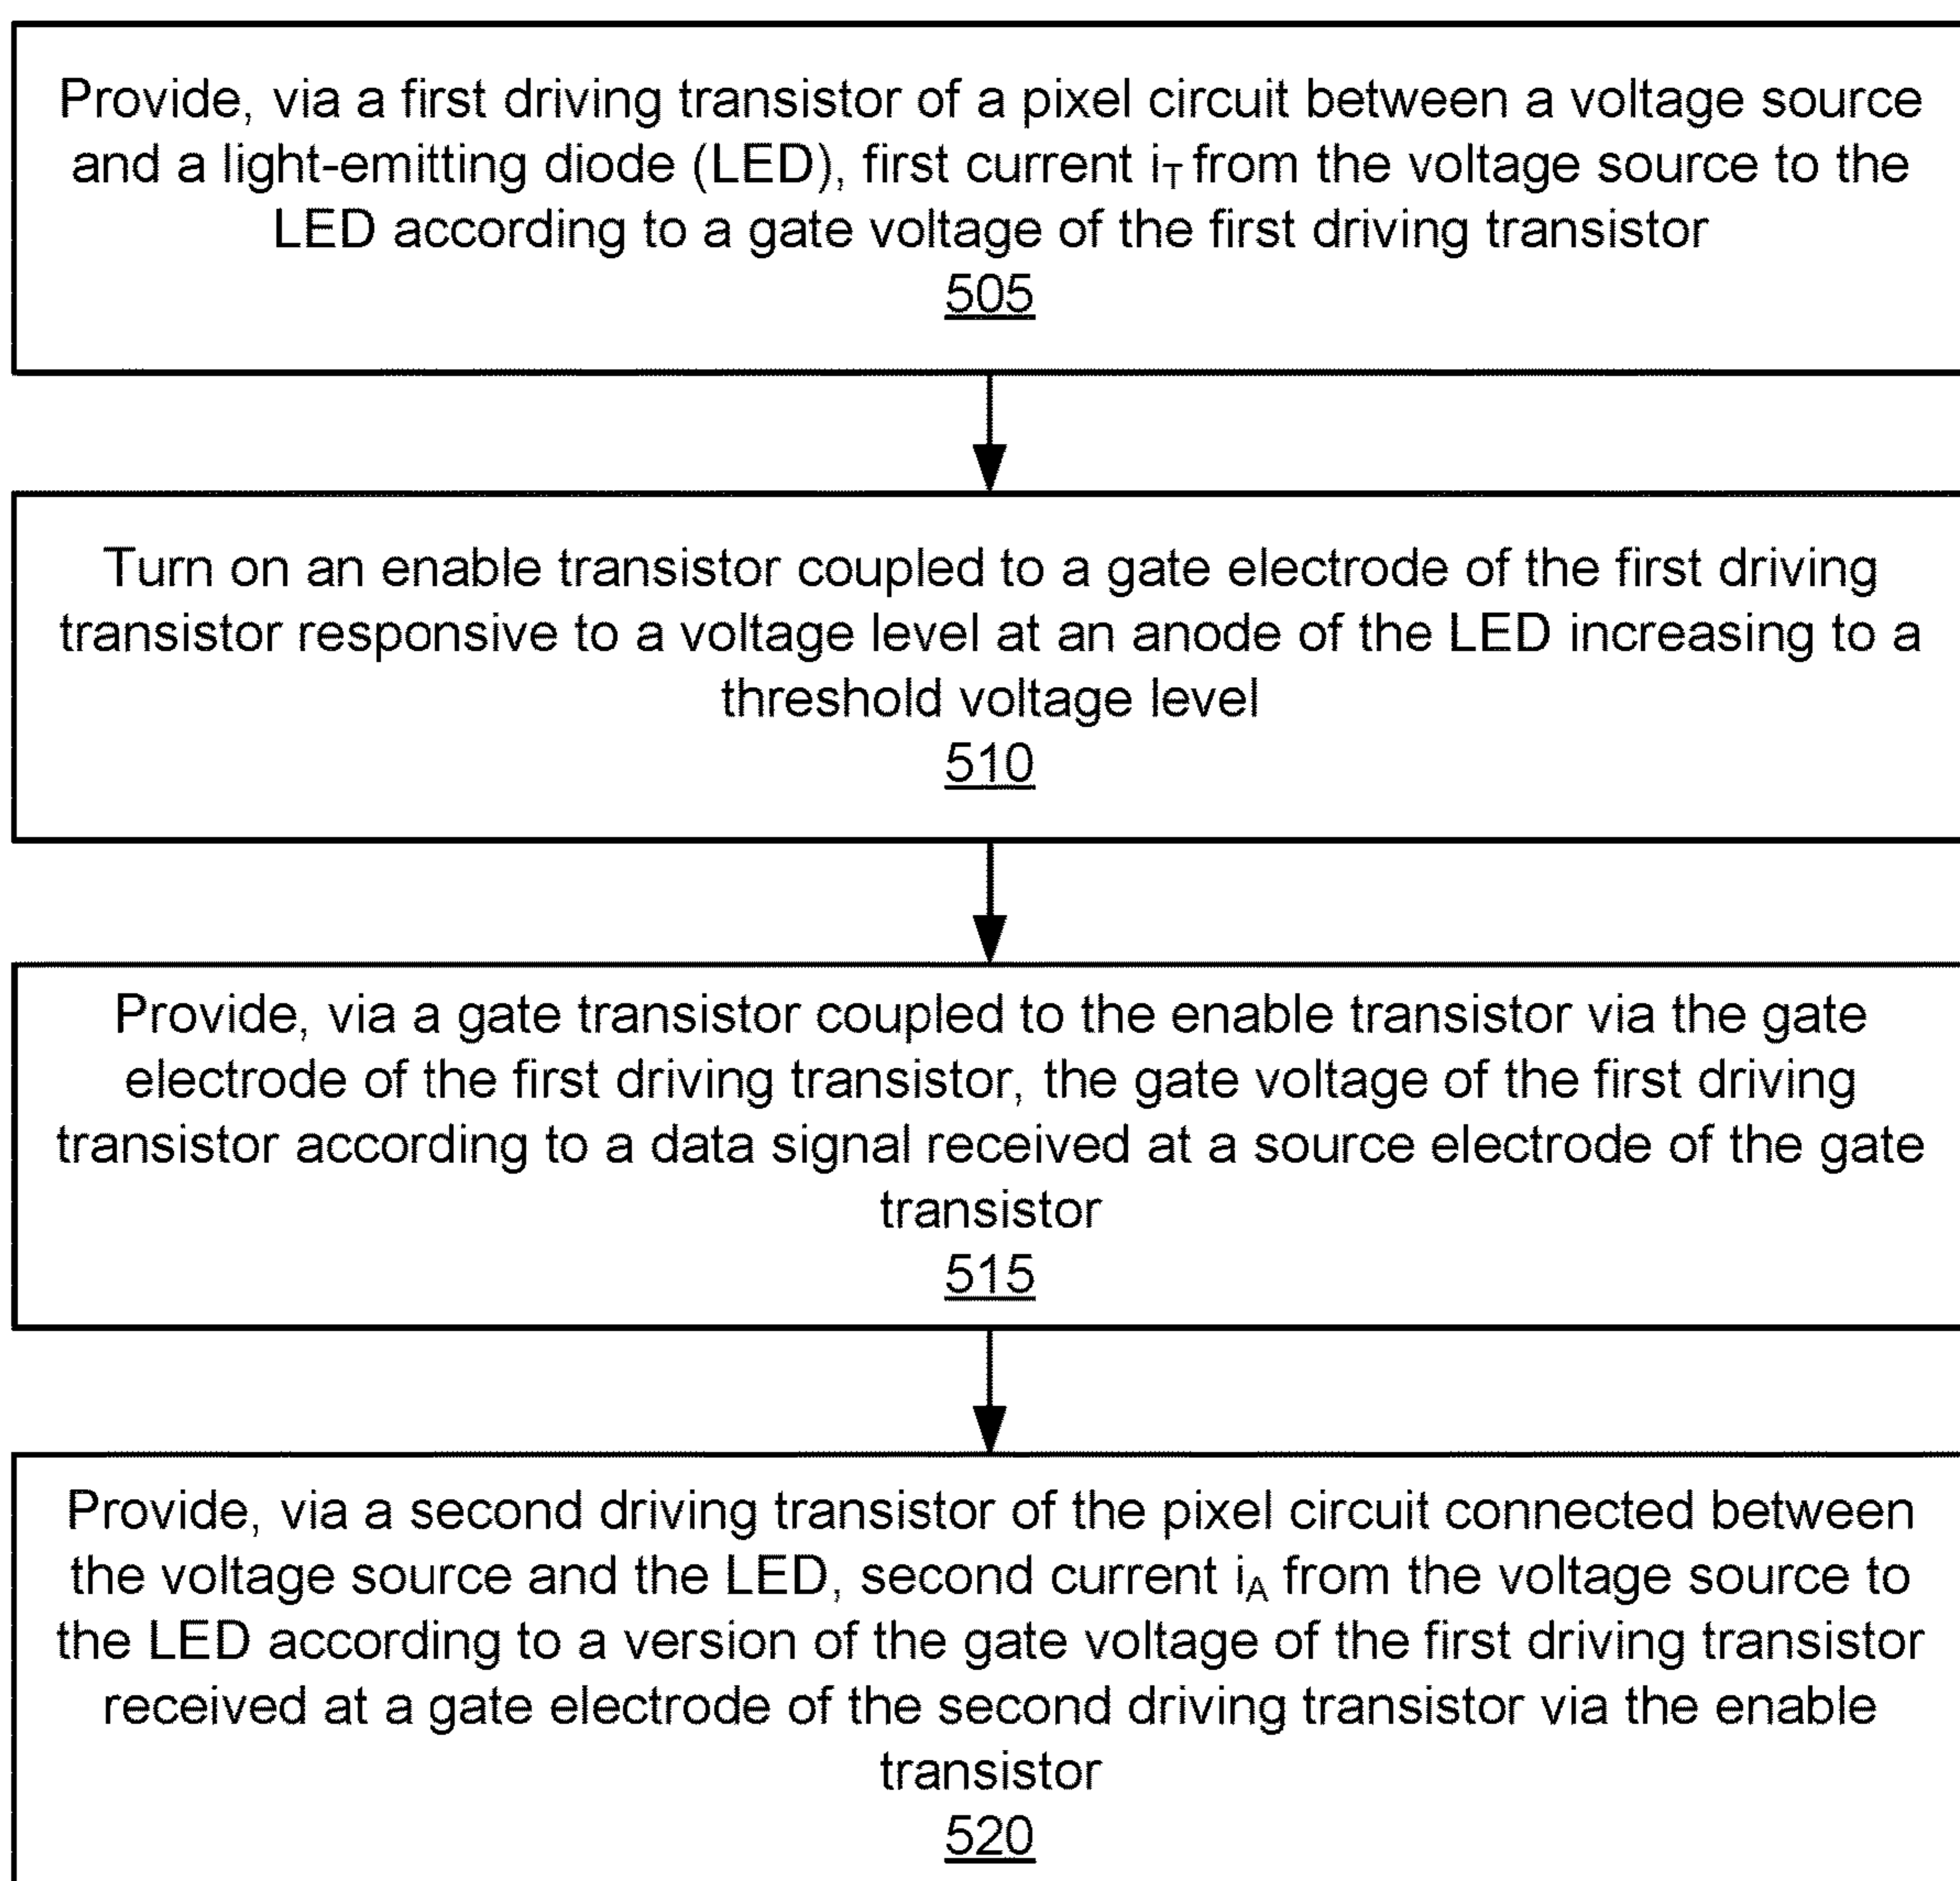 Provide, via a first driving transistor of a pixel circuit between a voltage source
and a light-emitting diode (LED), first current iT from the voltage source to the
LED according to a gate voltage of the first driving transistor
505
Turn on an enable transistor coupled to a gate electrode of the first driving
transistor responsive to a voltage level at an anode of the LED increasing to a
threshold voltage level
510
Provide, via a gate transistor coupled to the enable transistor via the gate
electrode of the first driving transistor, the gate voltage of the first driving
transistor according to a data signal received at a source electrode of the gate
transistor
515
Provide, via a second driving transistor of the pixel circuit connected between
the voltage source and the LED, second current iA from the voltage source to
the LED according to a version of the gate voltage of the first driving transistor
received at a gate electrode of the second driving transistor via the enable
transistor
520